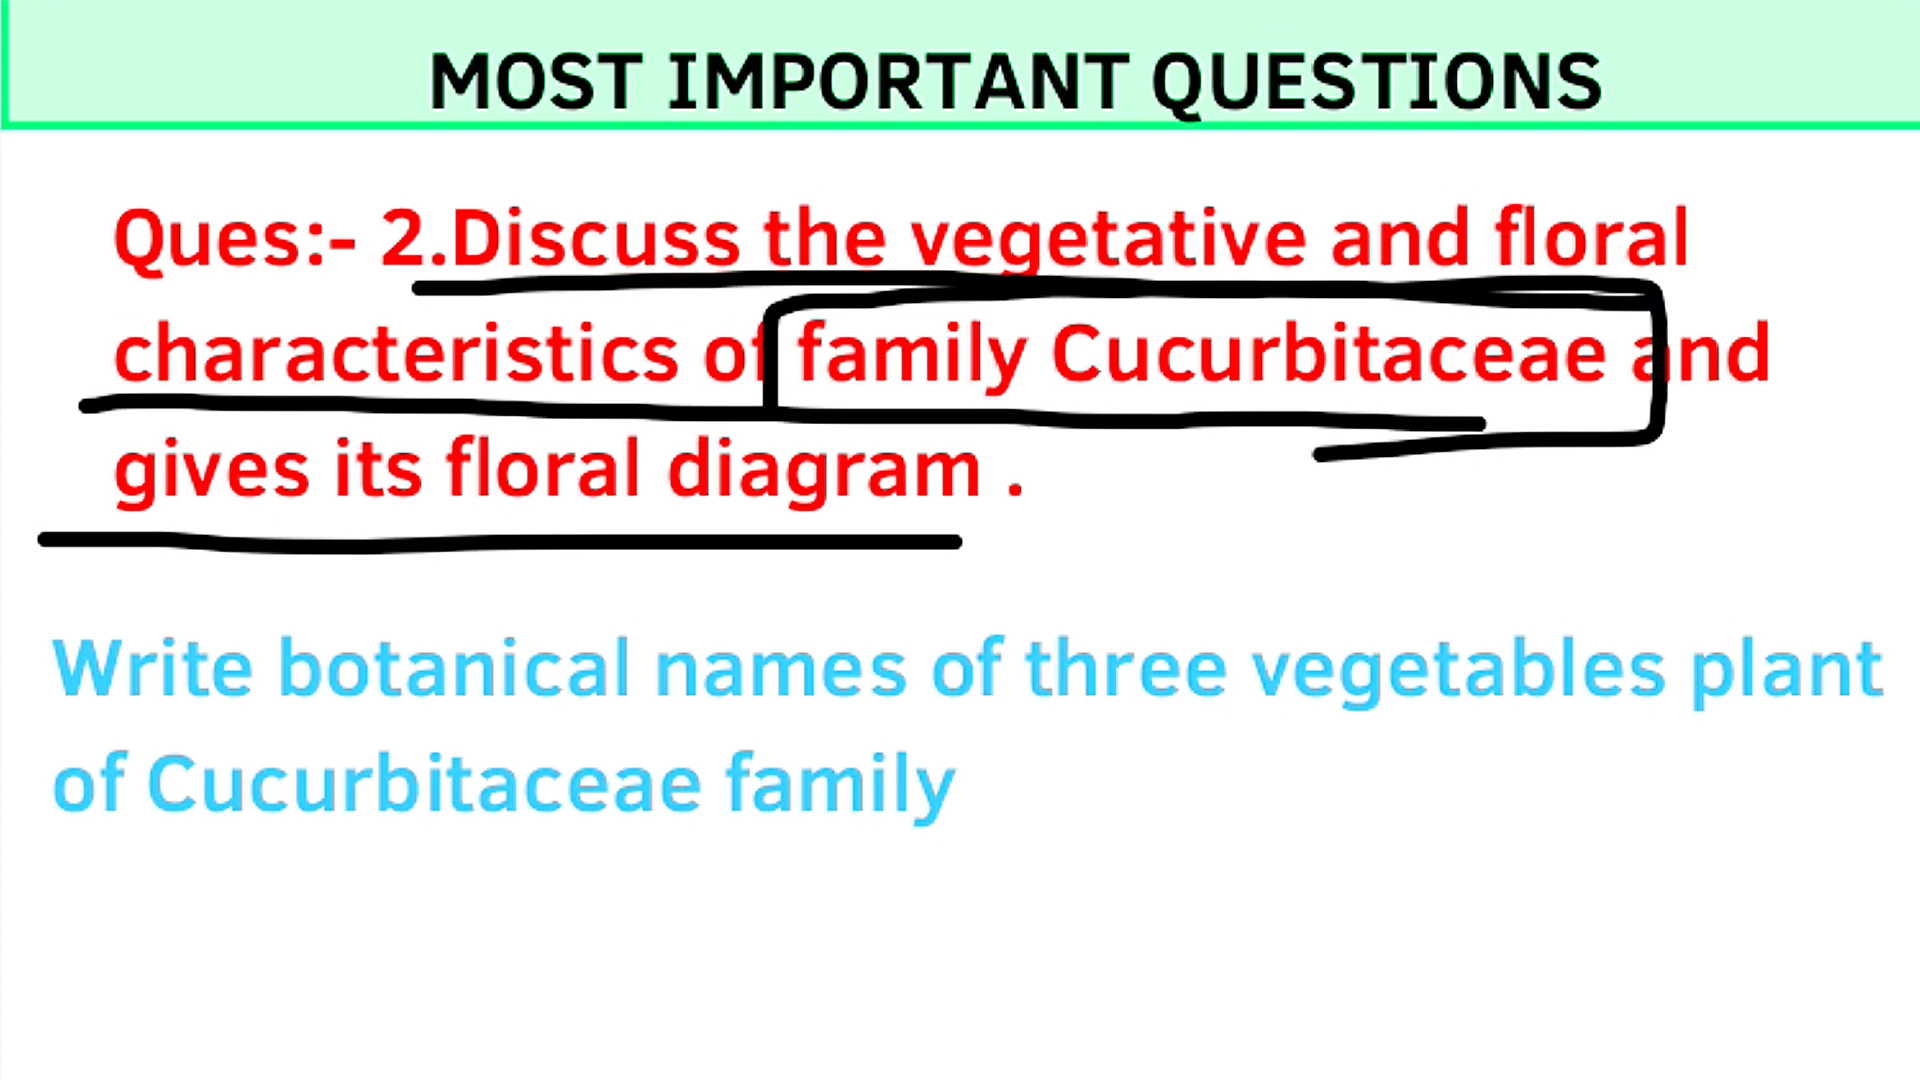 MOST IMPORTANT QUESTIONS
Ques:- 2.Discuss the vegetative and floral
characteristics of family Cucurbitaceae and
gives its floral diagram .
Write botanical names of three vegetables plant
of Cucurbitaceae family